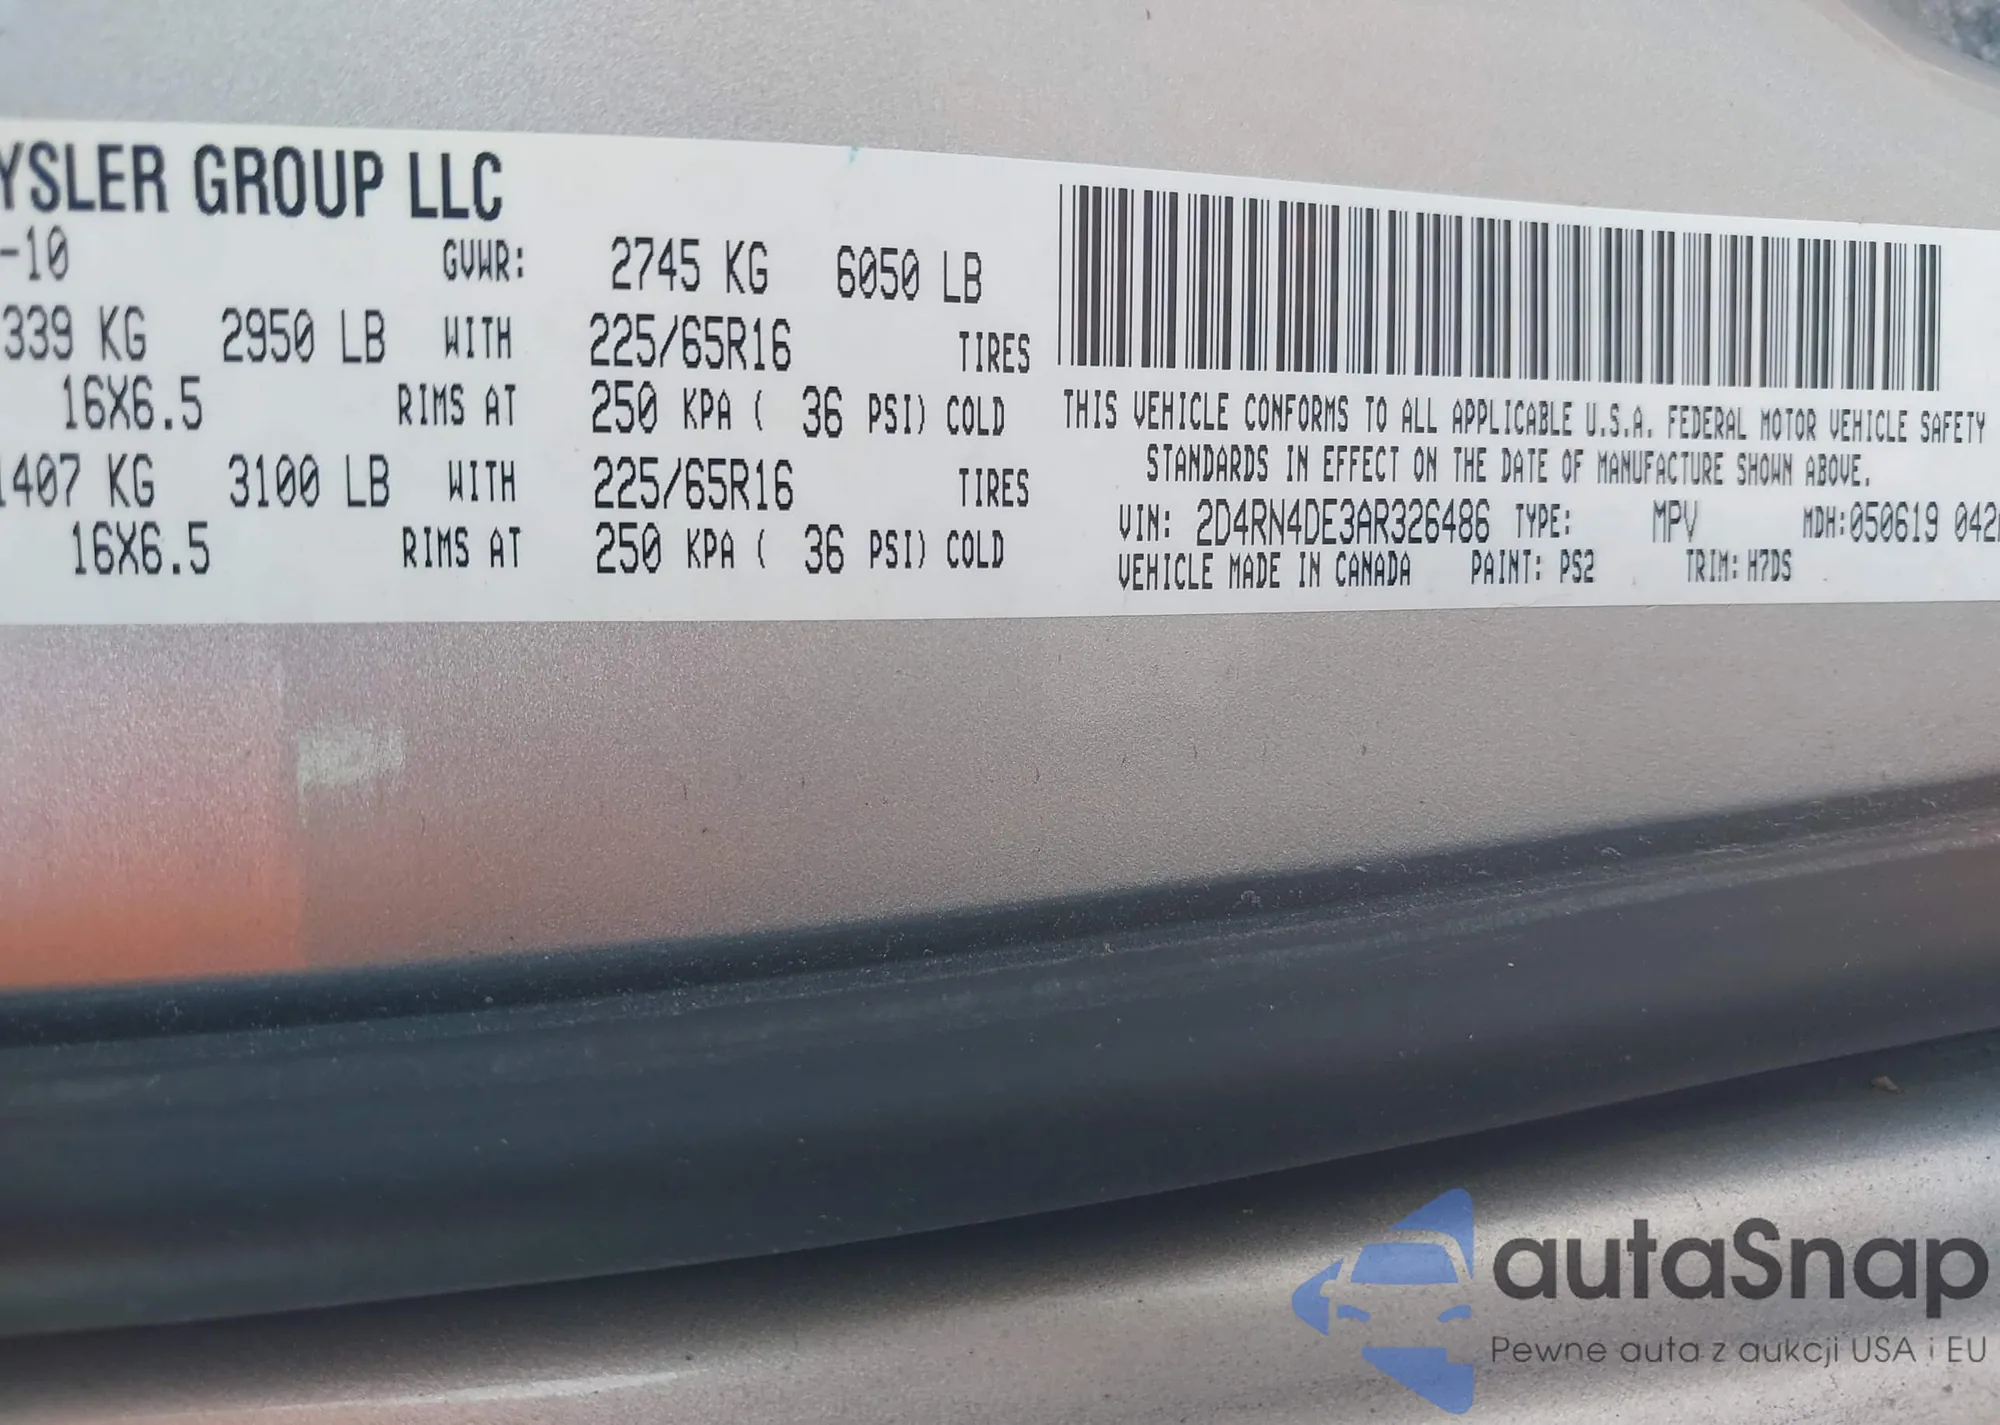 YSLER GROUP LLC
-10 GVWR: 2745 KG 6050 LB
339 KG 2950 LB WITH 225/65R16 TIRES
16X6.5 RIMS AT 250 KPA ( 36 PSI) COLD
1407 KG 3100 LB WITH 225/65R16 TIRES
16X6.5 RIMS AT 250 KPA ( 36 PSI) COLD
THIS VEHICLE CONFORMS TO ALL APPLICABLE U.S.A. FEDERAL MOTOR VEHICLE SAFETY
STANDARDS IN EFFECT ON THE DATE OF MANUFACTURE SHOWN ABOVE.
VIN: 2D4RN4DE3AR326486 TYPE: MPV MDH:050619 042
VEHICLE MADE IN CANADA PAINT: PS2 TRIM: H7DS
autaSnap
Pewne auta z aukcji USA i EU